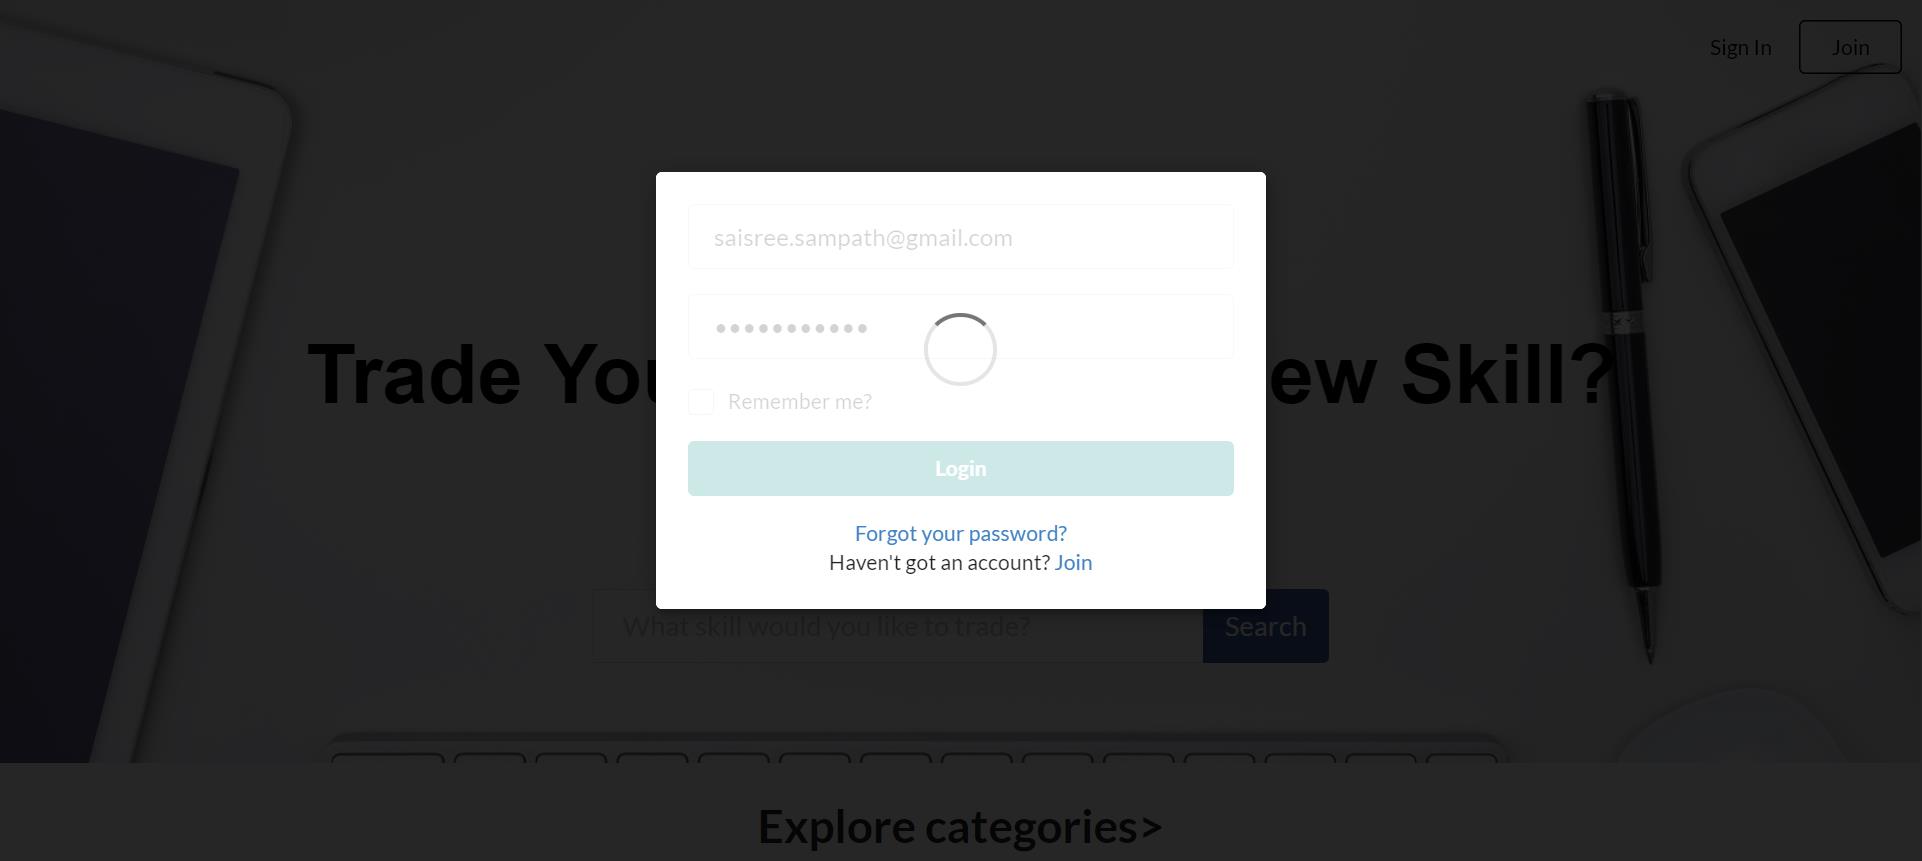 Sign In
Join
saisree.sampath@gmail.com
Trade You
ew Skill?
Remember me?
Login
Forgot your password?
Haven't got an account? Join
What skill would you like to trade?
Search
Explore categories>